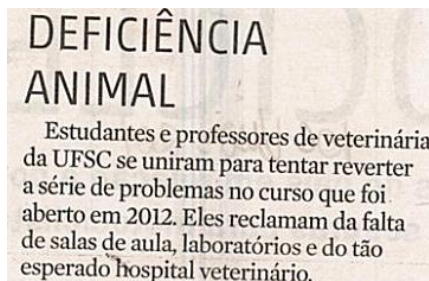 DEFICIÊNCIA
ANIMAL
Estudantes e professores de veterinária
da UFSC se uniram para tentar reverter
a série de problemas no curso que foi
aberto em 2012. Eles reclamam da falta
de salas de aula, laboratórios e do tão
esperado hospital veterinário.